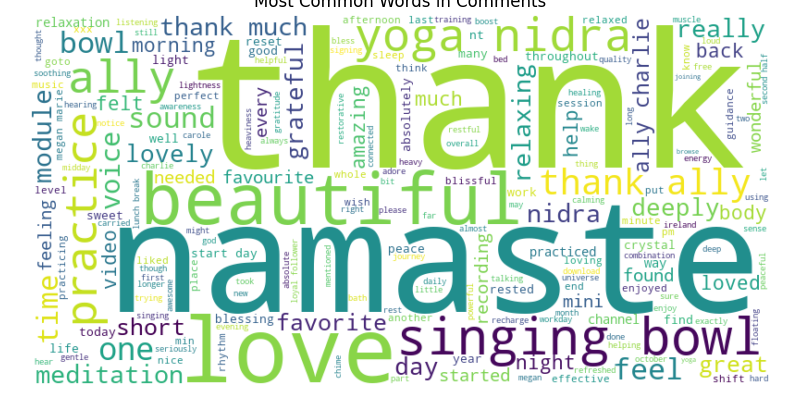 Most Common Words in Comments
relaxation
listening
still
xxx
thank much
afternoon
last
training
boost
relaxed
muscle
loud
really
thought
bowl
morning
reset
good
bless
signing
helpful
yoga nidra
nt
many
sleep
throughout
think
know
back
goto
soothing
music
ally
light
lightness
perfect
thank
quality
free
joining
second half
hearing
felt
every
grateful
amazing
connected
restorative
absolutely
much
bed
relaxing
healing
session
help
wake
long
ally charlie
guidance
two
wonderful
module
megan marie
practice
notice
sound
awareness
well
carole
heaviness
gratitude
always
restful
overall
thing
energy
browse
voice
lovely
charlie
midday
needed
favourite
whole
adore
bit
heavy
blissful
work
thank ally
put
using
let
level
feeling
practicing
time
video
sweet
carried
lunch break
beautiful
wish
right
please
far
may
nidra
deeply
body
minute
pm
ireland
sense
calming
namaste
might
god
start day
place
liked
though
first
longer
trying
awesome
took
new
absolute
loyal follower
mentioned
peace
journey
daily
little
almost
recording
powerful
talking
rested
practiced
loving
universe
end
mini
crystal
way
found
download
combination
enjoyed
sure
enjoy
deep
loved
peaceful
today
short
singing
blessing
evening
rhythm
love
chime
favorite
bath
rest
another
part
singing bowl
recharge
month
workday
channel
done
helping
find
exactly
floating
life
hear
gentle
one
min
seriously
nice
meditation
day
year
started
night
megan
effective
october
refreshed
feel
yoga
great
shift
hard